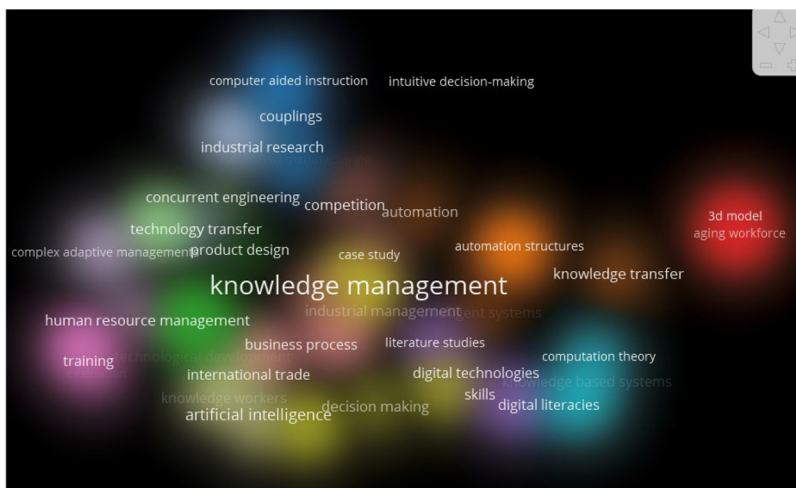 computer aided instruction
intuitive decision-making
couplings
industrial research
concurrent engineering
competition
automation
3d model
technology transfer
aging workforce
complex adaptive managements
product design
case study
automation structures
knowledge transfer
knowledge management
industrial management
human resource management
business process
literature studies
computation theory
training
technological development
international trade
digital technologies
knowledge based systems
skills
knowledge workers
decision making
digital literacies
artificial intelligence